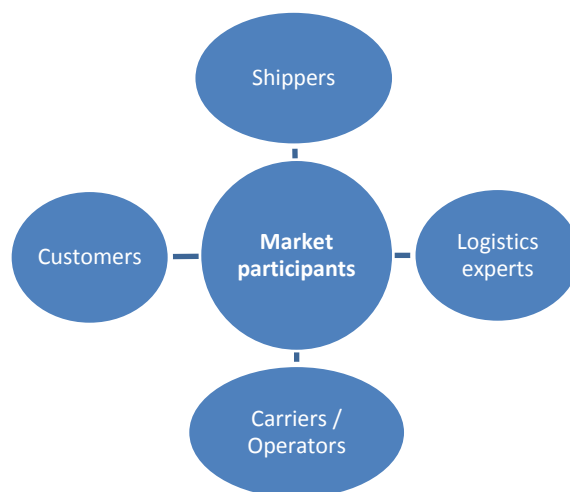 Shippers
Customers
Market
participants
Logistics
experts
Carriers /
Operators